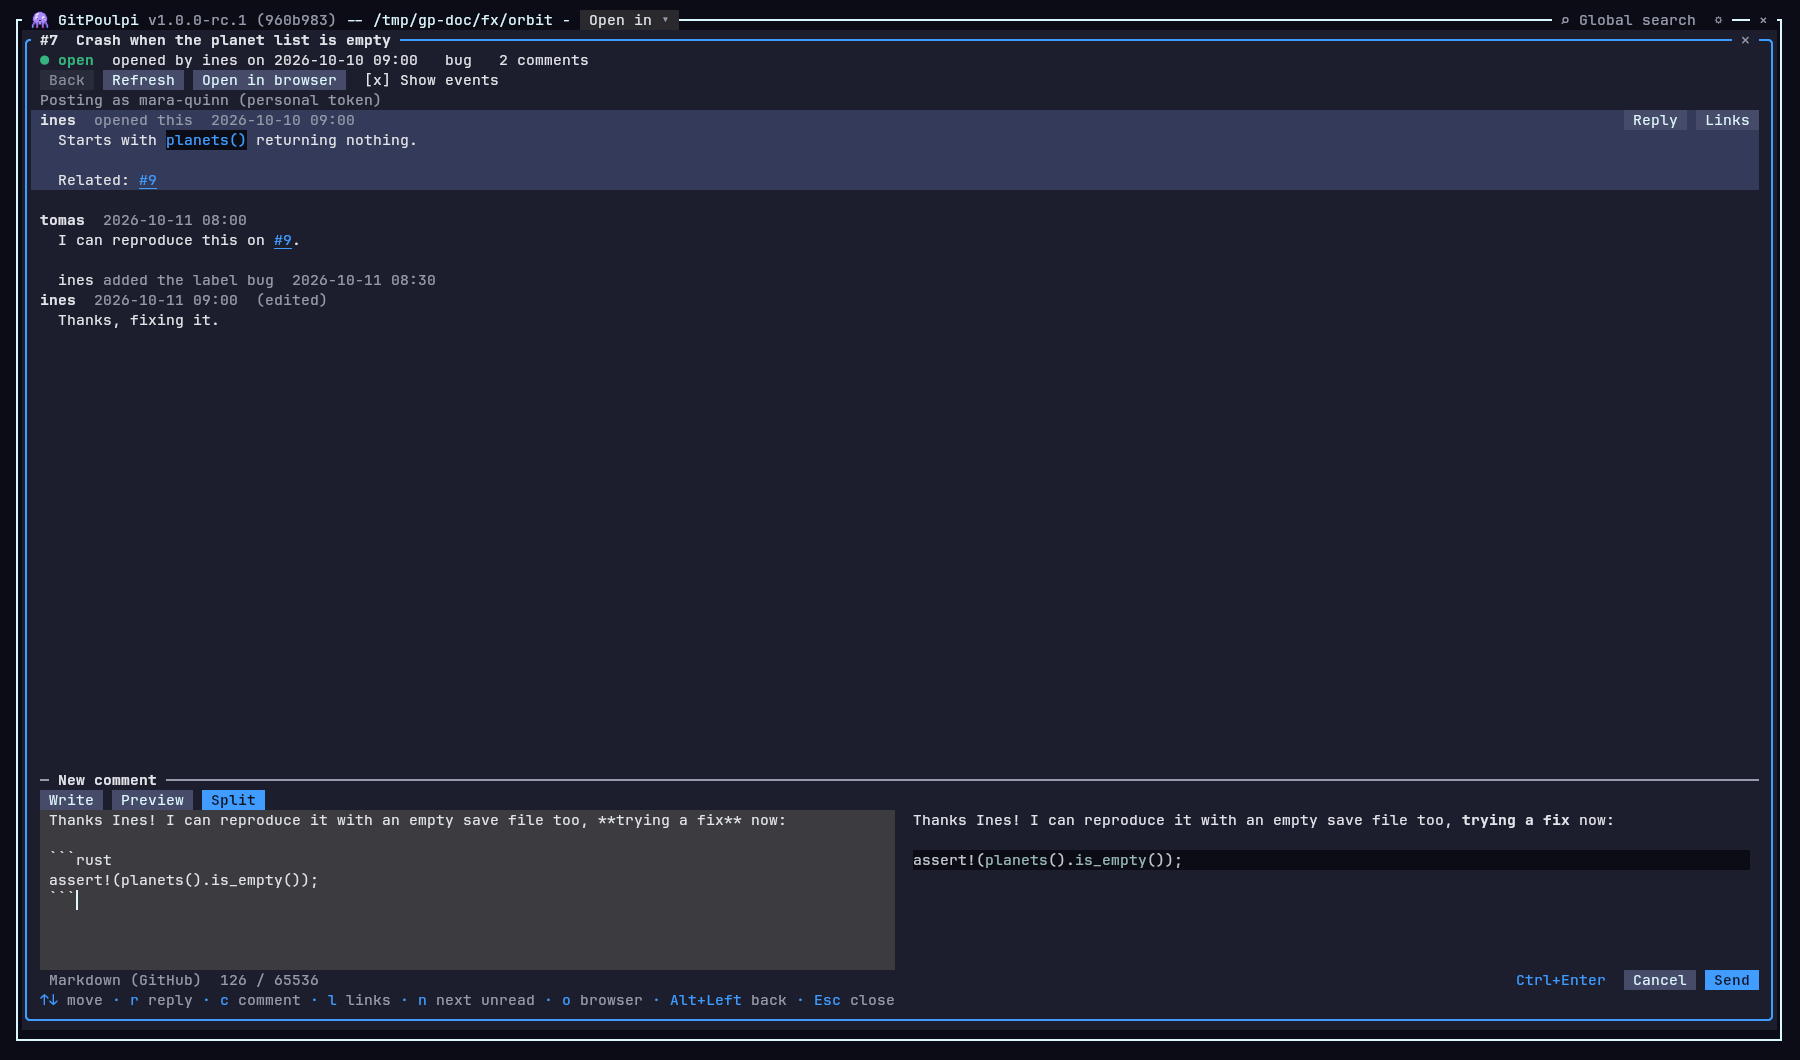 GitPoulpi v1.0.0-rc.1 (960b983) — /tmp/gp-doc/fx/orbit - Open in ▾ ⌕ Global search ⚙ — ×
#7 Crash when the planet list is empty ×
● open opened by ines on 2026-10-10 09:00 bug 2 comments
Back Refresh Open in browser [x] Show events
Posting as mara-quinn (personal token)
ines opened this 2026-10-10 09:00 Reply Links
Starts with planets() returning nothing.
Related: #9
tomas 2026-10-11 08:00
I can reproduce this on #9.
ines added the label bug 2026-10-11 08:30
ines 2026-10-11 09:00 (edited)
Thanks, fixing it.
New comment
Write Preview Split
Thanks Ines! I can reproduce it with an empty save file too, **trying a fix** now:
```rust
assert!(planets().is_empty());
```
Thanks Ines! I can reproduce it with an empty save file too, trying a fix now:
assert!(planets().is_empty());
Markdown (GitHub) 126 / 65536 Ctrl+Enter Cancel Send
↑↓ move · r reply · c comment · l links · n next unread · o browser · Alt+Left back · Esc close